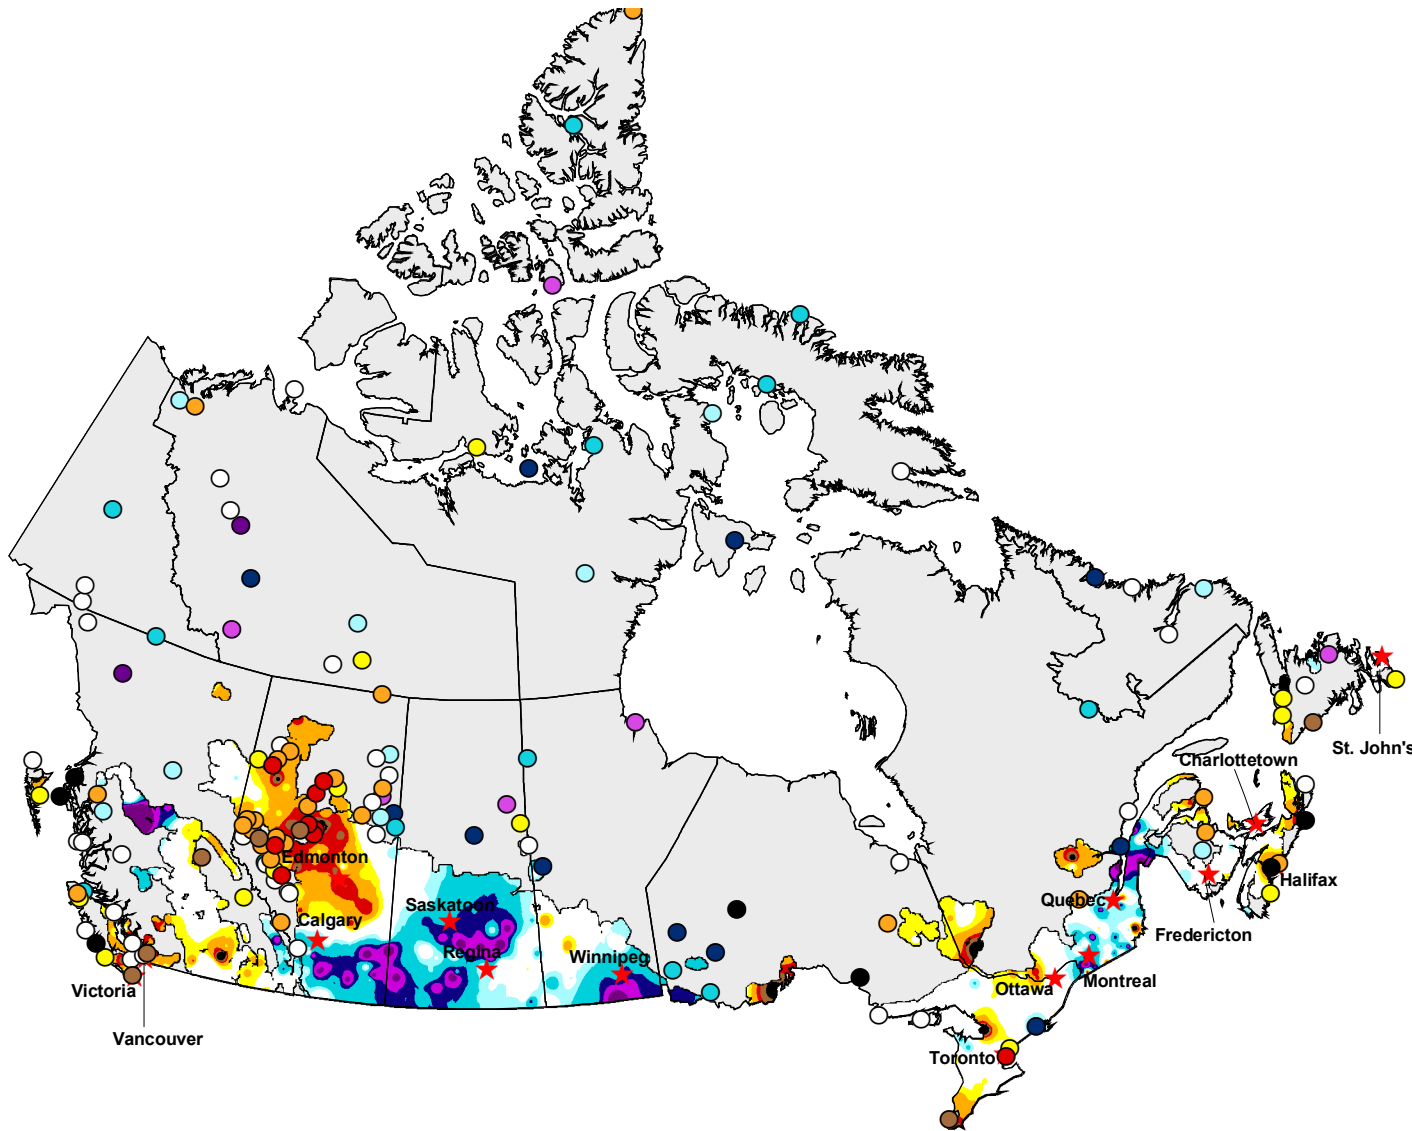 St. John's
Charlottetown
Edmonton
Halifax
Quebec
Saskatoon
Calgary
Fredericton
Regina
Winnipeg
Montreal
Ottawa
Victoria
Vancouver
Toronto